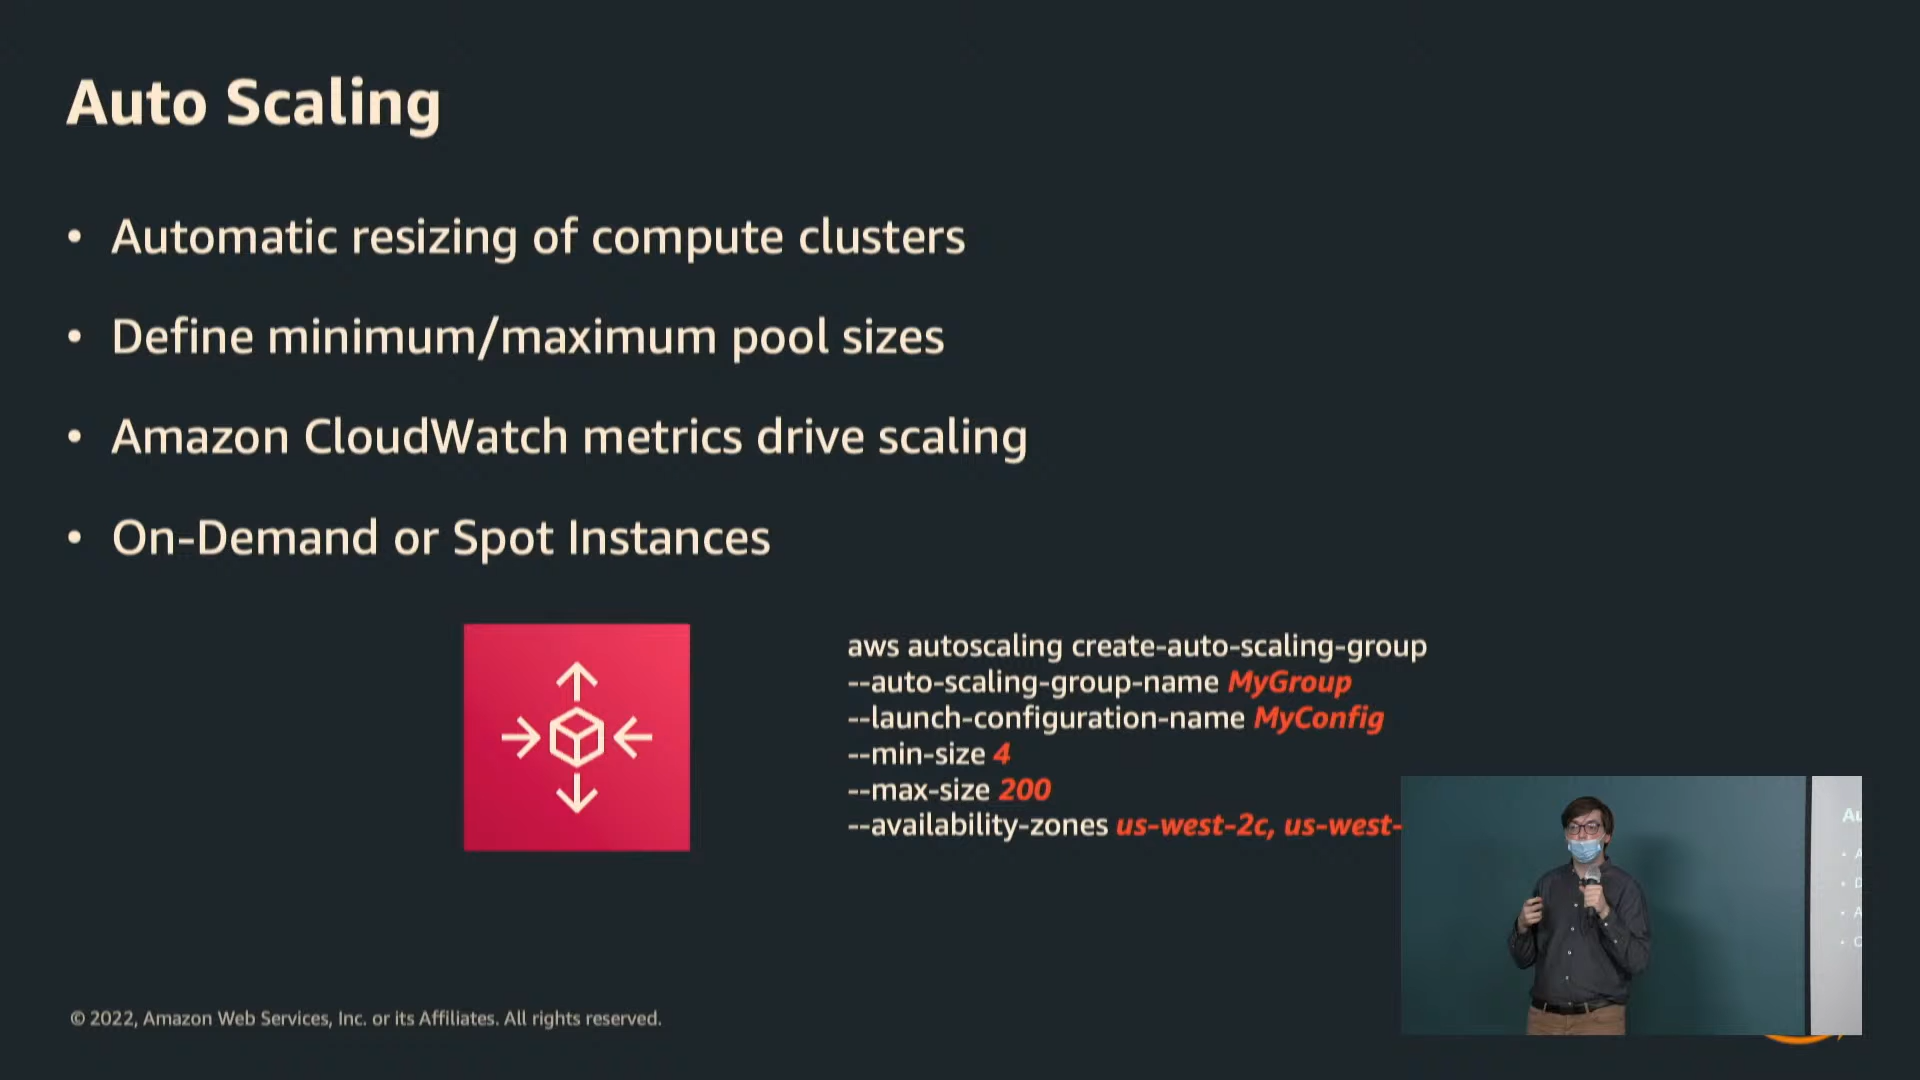 Auto Scaling
• Automatic resizing of compute clusters
• Define minimum/maximum pool sizes
• Amazon CloudWatch metrics drive scaling
• On-Demand or Spot Instances
aws autoscaling create-auto-scaling-group
--auto-scaling-group-name MyGroup
--launch-configuration-name MyConfig
--min-size 4
--max-size 200
--availability-zones us-west-2c, us-west-
Au
• A
• D
• A
• O
© 2022, Amazon Web Services, Inc. or its Affiliates. All rights reserved.